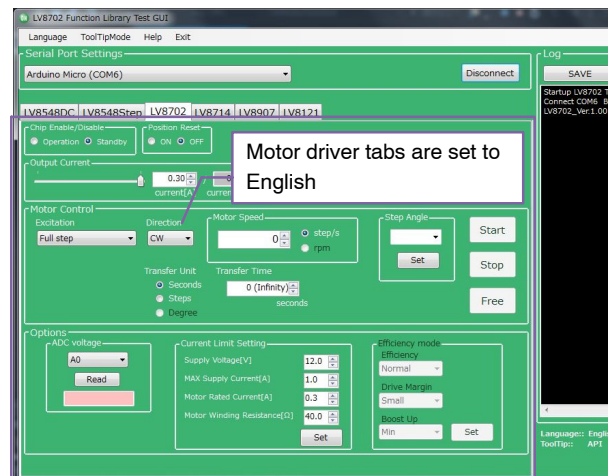 LV8702 Function Library Test GUI
Language ToolTipMode Help Exit
Serial Port Settings
Arduino Micro (COM6)
Disconnect
LV8548DC LV8548Step LV8702 LV8714 LV8907 LV8121
Chip Enable/Disable
Operation Standby
Position Reset
ON OFF
Motor driver tabs are set to
English
Output Current
0.30 /
current[A]
Motor Control
Excitation
Full step
Direction
CW
Motor Speed
0
step/s
rpm
Step Angle
Set
Start
Stop
Free
Transfer Unit
Seconds
Steps
Degree
Transfer Time
0 (Infinity)
seconds
Options
ADC voltage
A0
Read
Current Limit Setting
Supply Voltage[V] 12.0
MAX Supply Current[A] 1.0
Motor Rated Current[A] 0.3
Motor Winding Resistance[Ω] 40.0
Set
Efficiency mode
Efficiency
Normal
Drive Margin
Small
Boost Up
Min
Set
Log
SAVE
Startup LV8702
Connect COM6
LV8702_Ver.1.00
Language::
ToolTip:: API